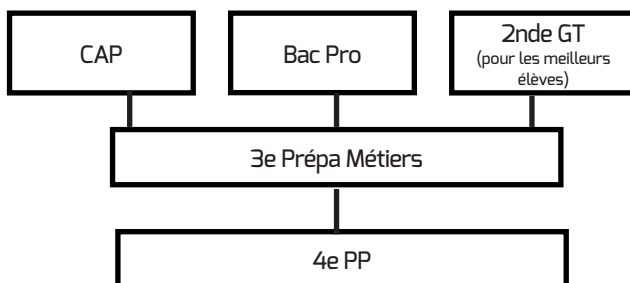 CAP
Bac Pro
2nde GT
(pour les meilleurs
élèves)
3e Prépa Métiers
4e PP